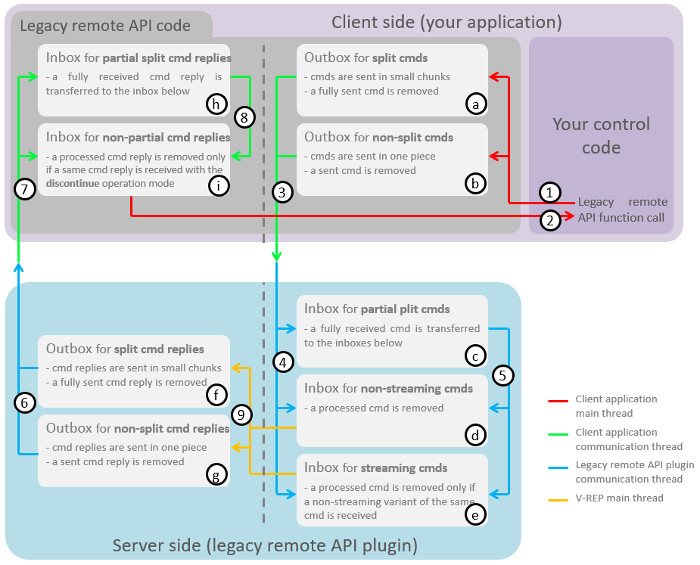 Legacy remote API code
Client side (your application)
Inbox for partial split cmd replies
- a fully received cmd reply is
transferred to the inbox below
h
8
Inbox for non-partial cmd replies
- a processed cmd reply is removed only
if a same cmd reply is received with the
discontinue operation mode
i
7
Outbox for split cmds
- cmds are sent in small chunks
- a fully sent cmd is removed
a
Outbox for non-split cmds
- cmds are sent in one piece
- a sent cmd is removed
b
3
Your control
code
1
2
Legacy remote
API function call
Inbox for partial plit cmds
- a fully received cmd is transferred
to the inboxes below
c
4
5
Inbox for non-streaming cmds
- a processed cmd is removed
d
Inbox for streaming cmds
- a processed cmd is removed only if
a non-streaming variant of the same
cmd is received
e
Outbox for split cmd replies
- cmd replies are sent in small chunks
- a fully sent cmd reply is removed
f
6
9
Outbox for non-split cmd replies
- cmd replies are sent in one piece
- a sent cmd reply is removed
g
Server side (legacy remote API plugin)
Client application
main thread
Client application
communication thread
Legacy remote API plugin
communication thread
V-REP main thread